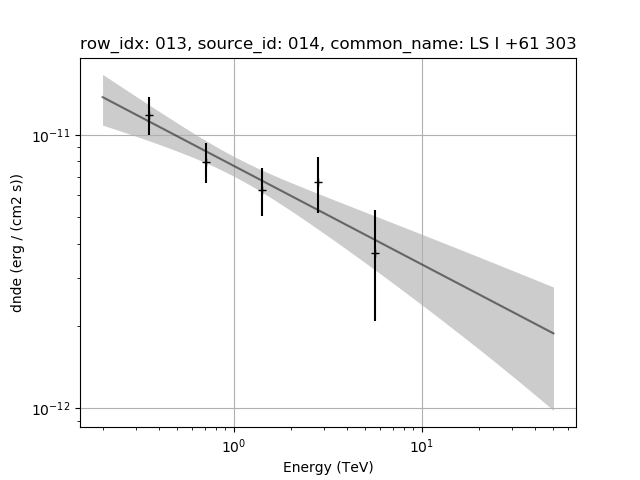 row_idx: 013, source_id: 014, common_name: LS I +61 303
dnde (erg / (cm2 s))
10⁻¹¹
10⁻¹²
10⁰ 10¹
Energy (TeV)